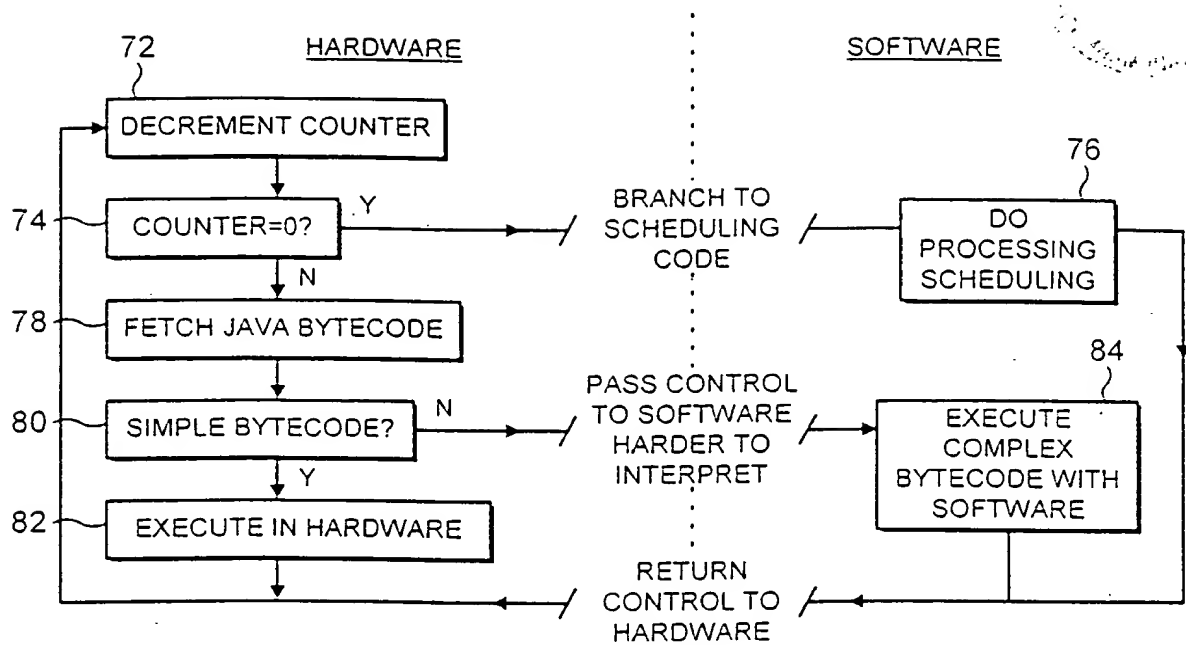 HARDWARE
SOFTWARE
72
DECREMENT COUNTER
74
COUNTER=0?
Y
BRANCH TO
SCHEDULING
CODE
76
DO
PROCESSING
SCHEDULING
N
78
FETCH JAVA BYTECODE
80
SIMPLE BYTECODE?
N
PASS CONTROL
TO SOFTWARE
HARDER TO
INTERPRET
84
EXECUTE
COMPLEX
BYTECODE WITH
SOFTWARE
Y
82
EXECUTE IN HARDWARE
RETURN
CONTROL TO
HARDWARE